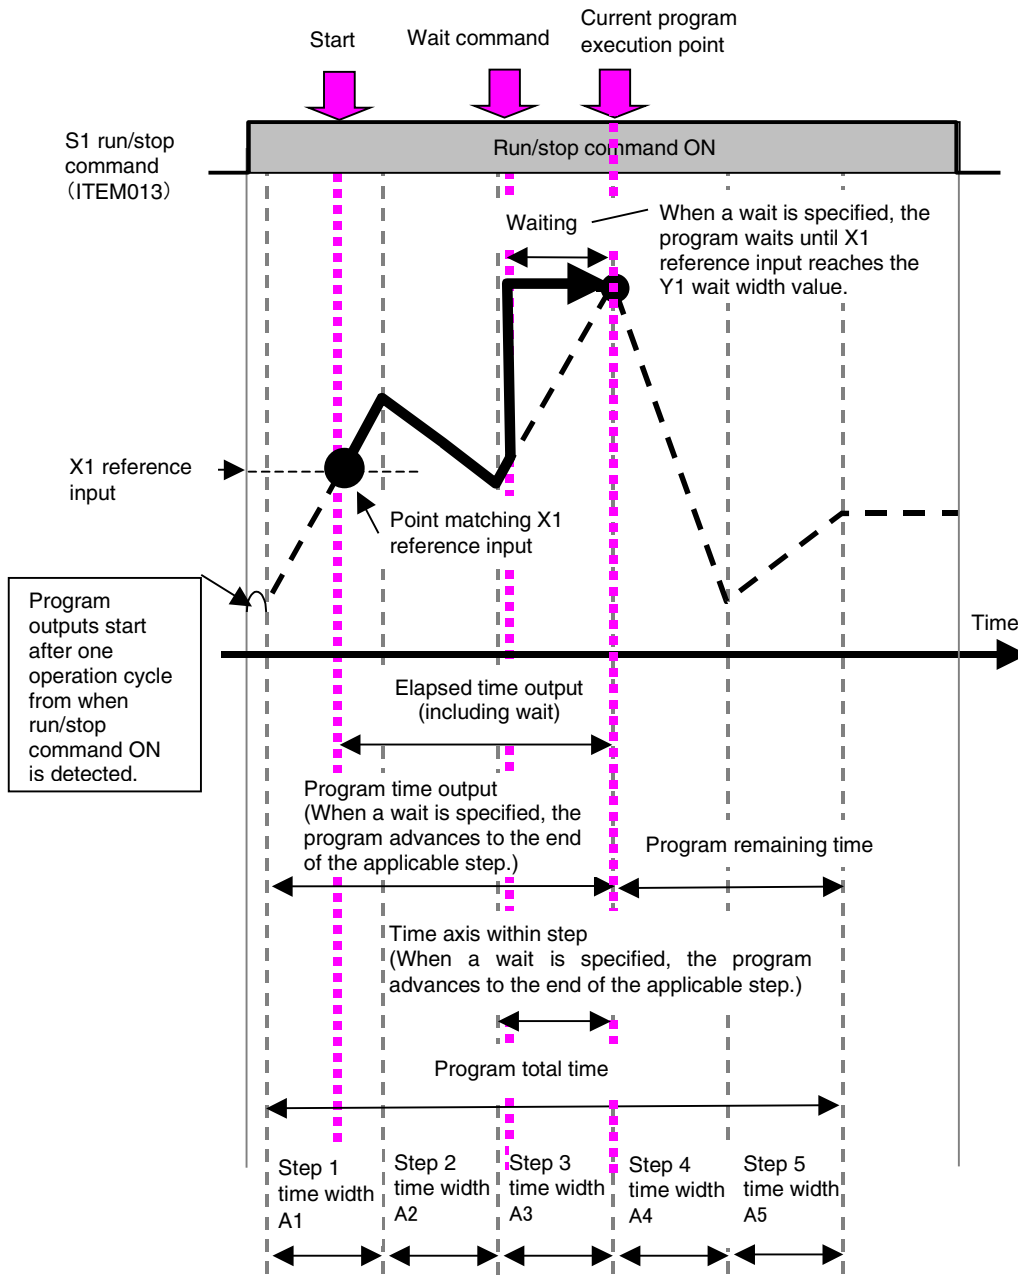 Start
Wait command
Current program
execution point
S1 run/stop
command
（ITEM013）
Run/stop command ON
Waiting
When a wait is specified, the
program waits until X1
reference input reaches the
Y1 wait width value.
X1 reference
input
Point matching X1
reference input
Program
outputs start
after one
operation cycle
from when
run/stop
command ON
is detected.
Time
Elapsed time output
(including wait)
Program time output
(When a wait is specified, the
program advances to the end
of the applicable step.)
Program remaining time
Time axis within step
(When a wait is specified, the program
advances to the end of the applicable step.)
Program total time
Step 1
time width
A1
Step 2
time width
A2
Step 3
time width
A3
Step 4
time width
A4
Step 5
time width
A5